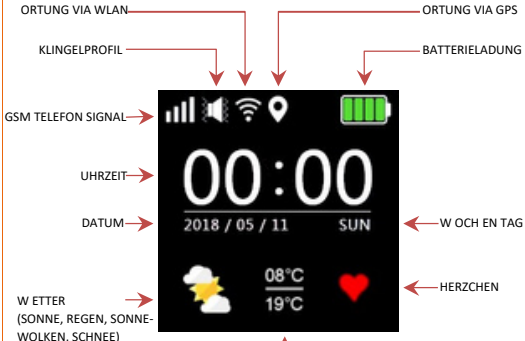 ORTUNG VIA WLAN
ORTUNG VIA GPS
KLINGELPROFIL
BATTERIELADUNG
GSM TELEFON SIGNAL
UHRZEIT
00:00
DATUM
2018 / 05 / 11 SUN
W OCH EN TAG
08°C
19°C
HERZCHEN
W ETTER
(SONNE, REGEN, SONNE-
WOLKEN, SCHNEE)